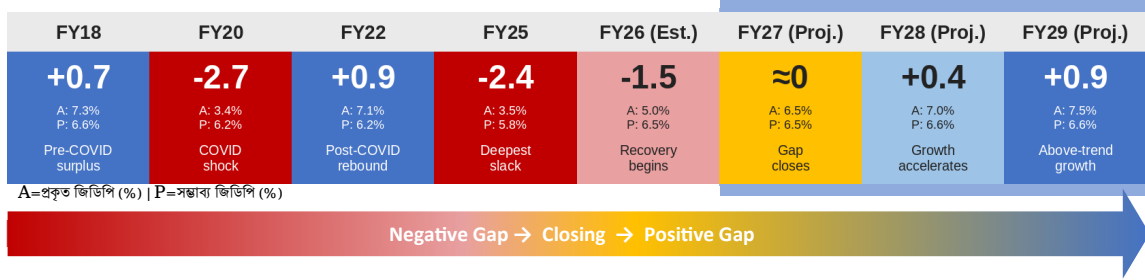 FY18 FY20 FY22 FY25 FY26 (Est.) FY27 (Proj.) FY28 (Proj.) FY29 (Proj.)
+0.7 -2.7 +0.9 -2.4 -1.5 ≈0 +0.4 +0.9
A: 7.3% A: 3.4% A: 7.1% A: 3.5% A: 5.0% A: 6.5% A: 7.0% A: 7.5%
P: 6.6% P: 6.2% P: 6.2% P: 5.8% P: 6.5% P: 6.5% P: 6.6% P: 6.6%
Pre-COVID COVID Post-COVID Deepest Recovery Gap Growth Above-trend
surplus shock rebound slack begins closes accelerates growth
A=প্রকৃত জিডিপি (%) | P=সম্ভাব্য জিডিপি (%)
Negative Gap → Closing → Positive Gap